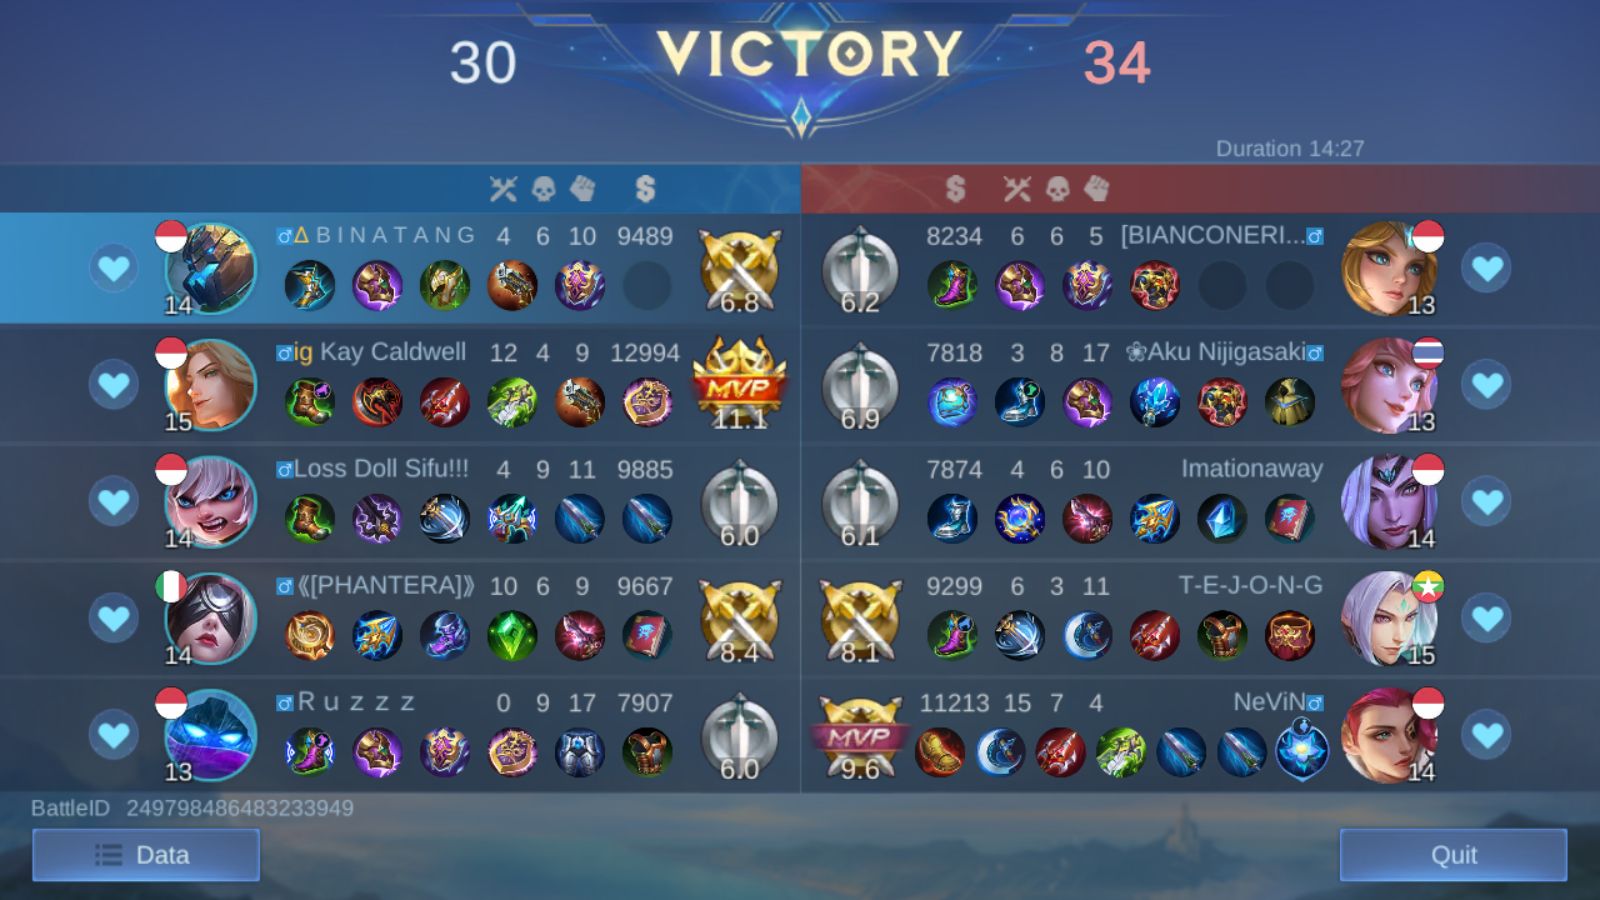 30 VICTORY 34
Duration 14:27
Δ B I N A T A N G 4 6 10 9489
14 6.8
8234 6 6 5 [BIANCONERI...
6.2 13
ig Kay Caldwell 12 4 9 12994
15 MVP 11.1
7818 3 8 17 ❀Aku Nijigasaki
6.9 13
Loss Doll Sifu!!! 4 9 11 9885
14 6.0
7874 4 6 10 Imationaway
6.1 14
《[PHANTERA]》 10 6 9 9667
14 8.4
9299 6 3 11 T-E-J-O-N-G
8.1 15
R u z z z 0 9 17 7907
13 6.0
11213 15 7 4 NeViN
MVP 9.6 14
BattleID 249798486483233949
Data
Quit